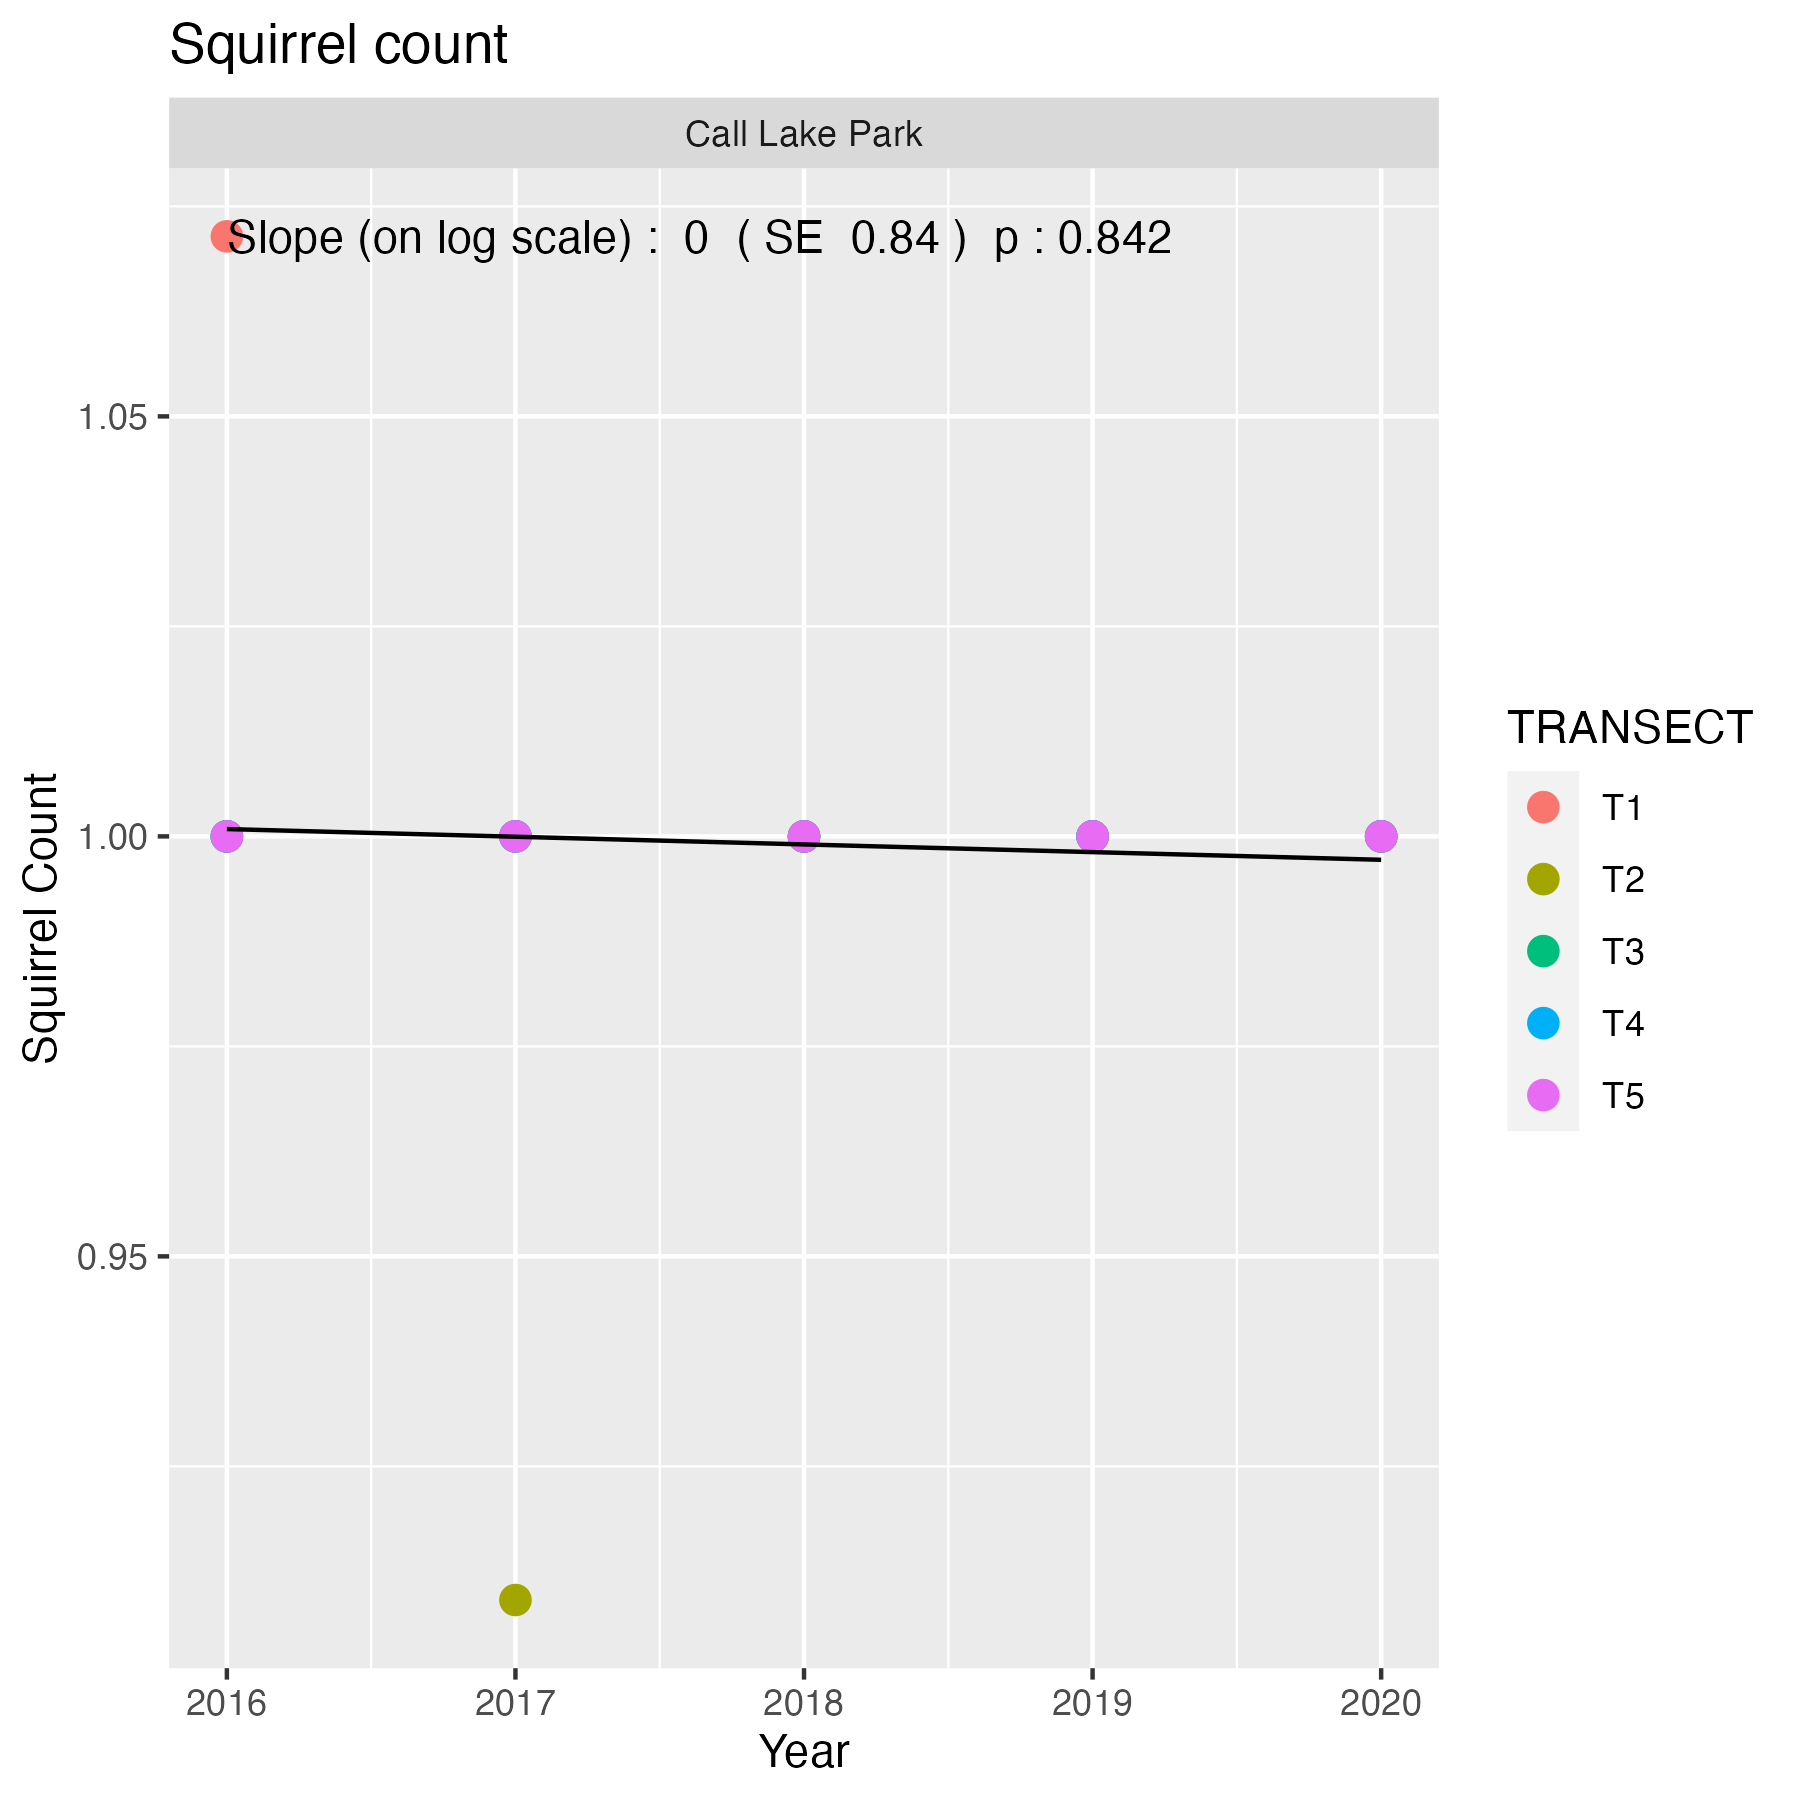 Squirrel count
Call Lake Park
Slope (on log scale) : 0 ( SE 0.84 ) p : 0.842
1.05
1.00
0.95
Squirrel Count
2016 2017 2018 2019 2020
Year
TRANSECT
T1
T2
T3
T4
T5